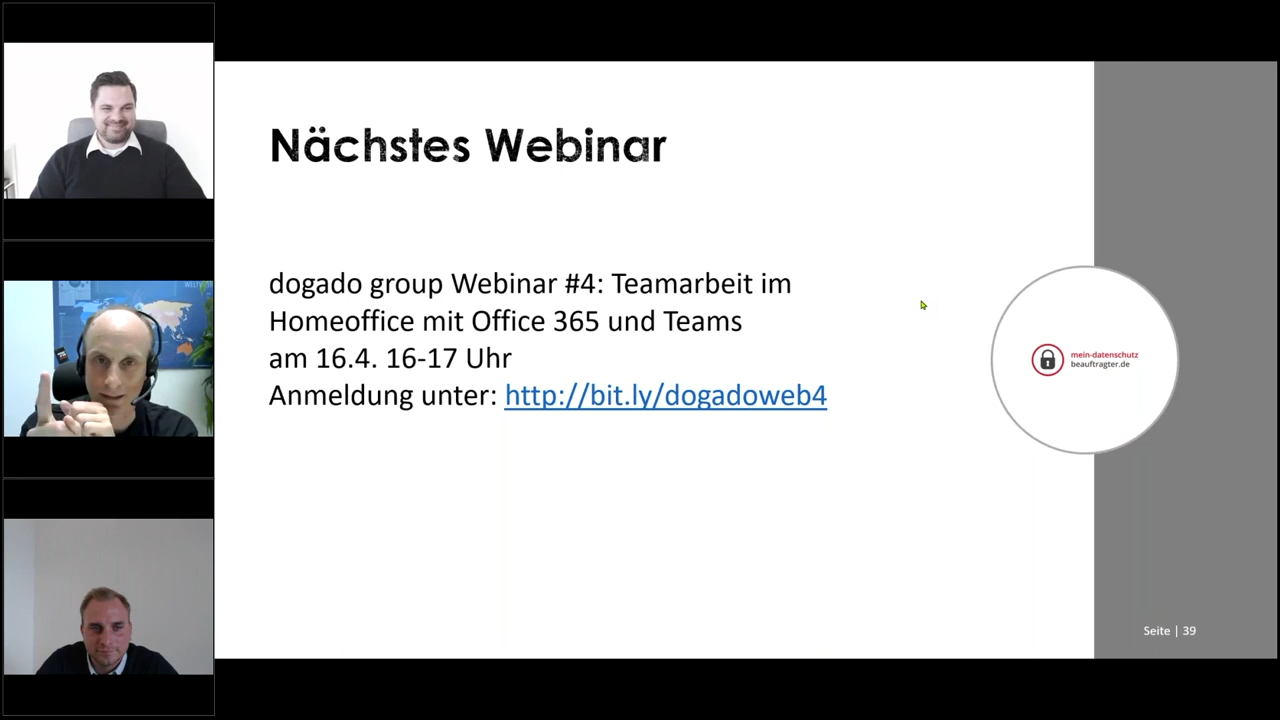 Nächstes Webinar
dogado group Webinar #4: Teamarbeit im
Homeoffice mit Office 365 und Teams
am 16.4. 16-17 Uhr
Anmeldung unter: http://bit.ly/dogadoweb4
mein-datenschutz
beauftragter.de
Seite | 39